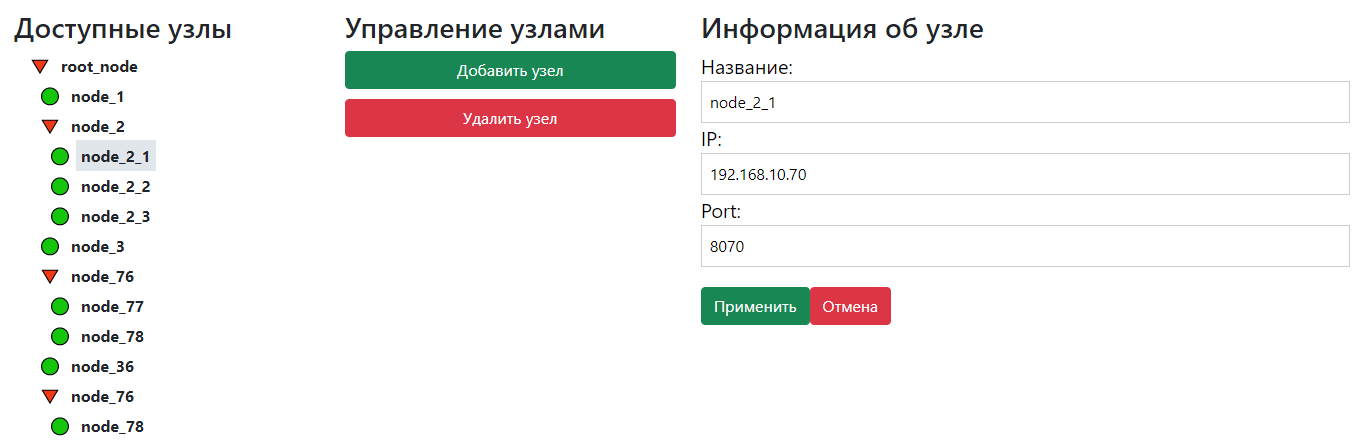 Доступные узлы
root_node
node_1
node_2
node_2_1
node_2_2
node_2_3
node_3
node_76
node_77
node_78
node_36
node_76
node_78
Управление узлами
Добавить узел
Удалить узел
Информация об узле
Название:
node_2_1
IP:
192.168.10.70
Port:
8070
Применить
Отмена